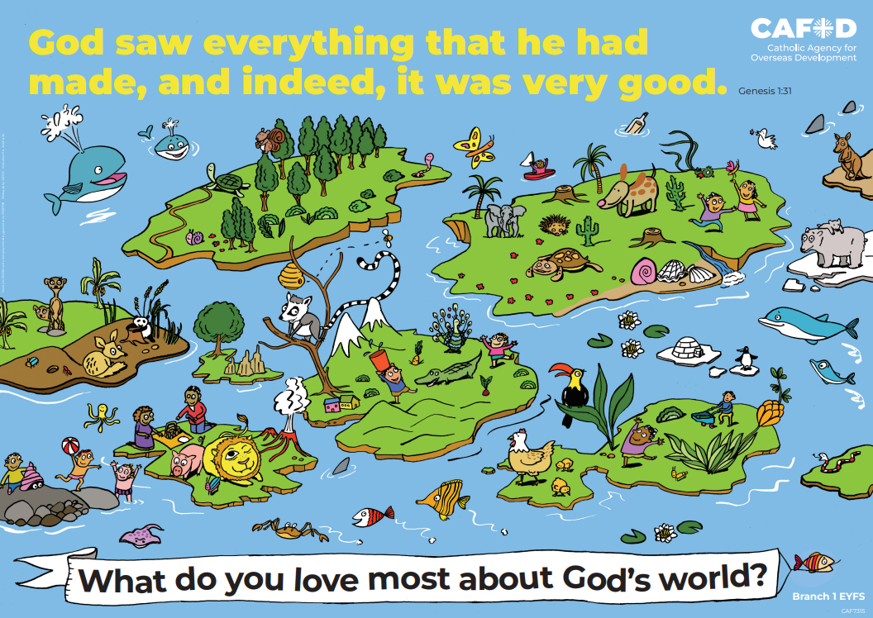 God saw everything that he had
made, and indeed, it was very good.
Genesis 1:31
CAFOD
Catholic Agency for
Overseas Development
What do you love most about God's world?
Branch 1 EYFS